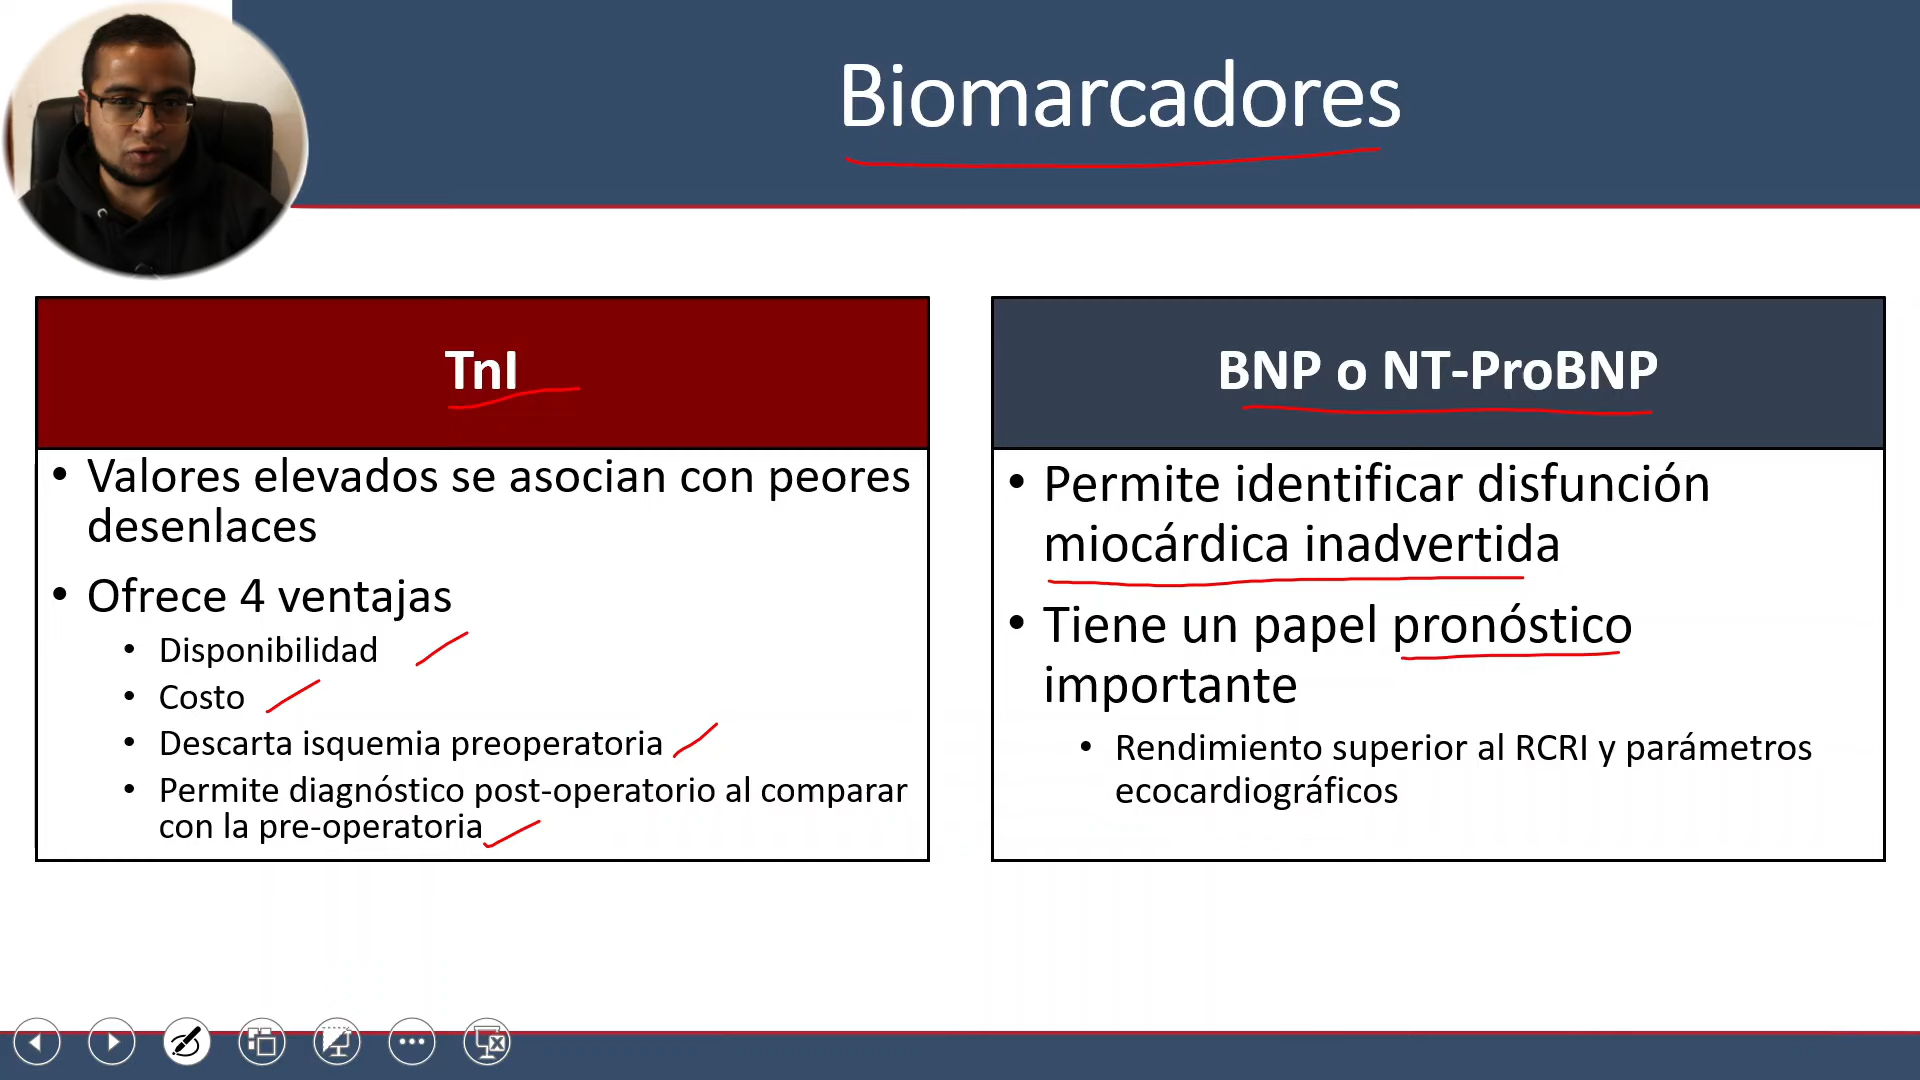 Biomarcadores
TnI
• Valores elevados se asocian con peores
desenlaces
• Ofrece 4 ventajas
• Disponibilidad
• Costo
• Descarta isquemia preoperatoria
• Permite diagnóstico post-operatorio al comparar
con la pre-operatoria
BNP o NT-ProBNP
• Permite identificar disfunción
miocárdica inadvertida
• Tiene un papel pronóstico
importante
• Rendimiento superior al RCRI y parámetros
ecocardiográficos